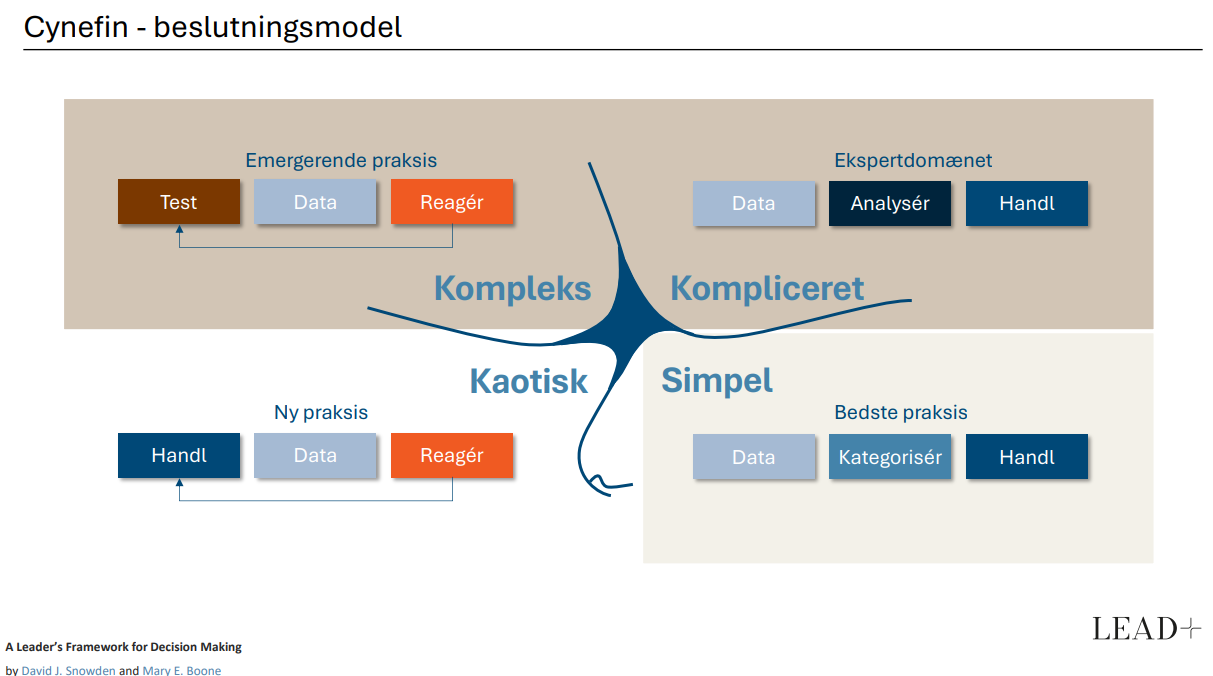 Cynefin - beslutningsmodel
Emergerende praksis
Test
Data
Reagér
Ekspertdomænet
Data
Analysér
Handl
Kompleks
Kompliceret
Kaotisk
Simpel
Ny praksis
Handl
Data
Reagér
Bedste praksis
Data
Kategorisér
Handl
LEAD+
A Leader’s Framework for Decision Making
by David J. Snowden and Mary E. Boone